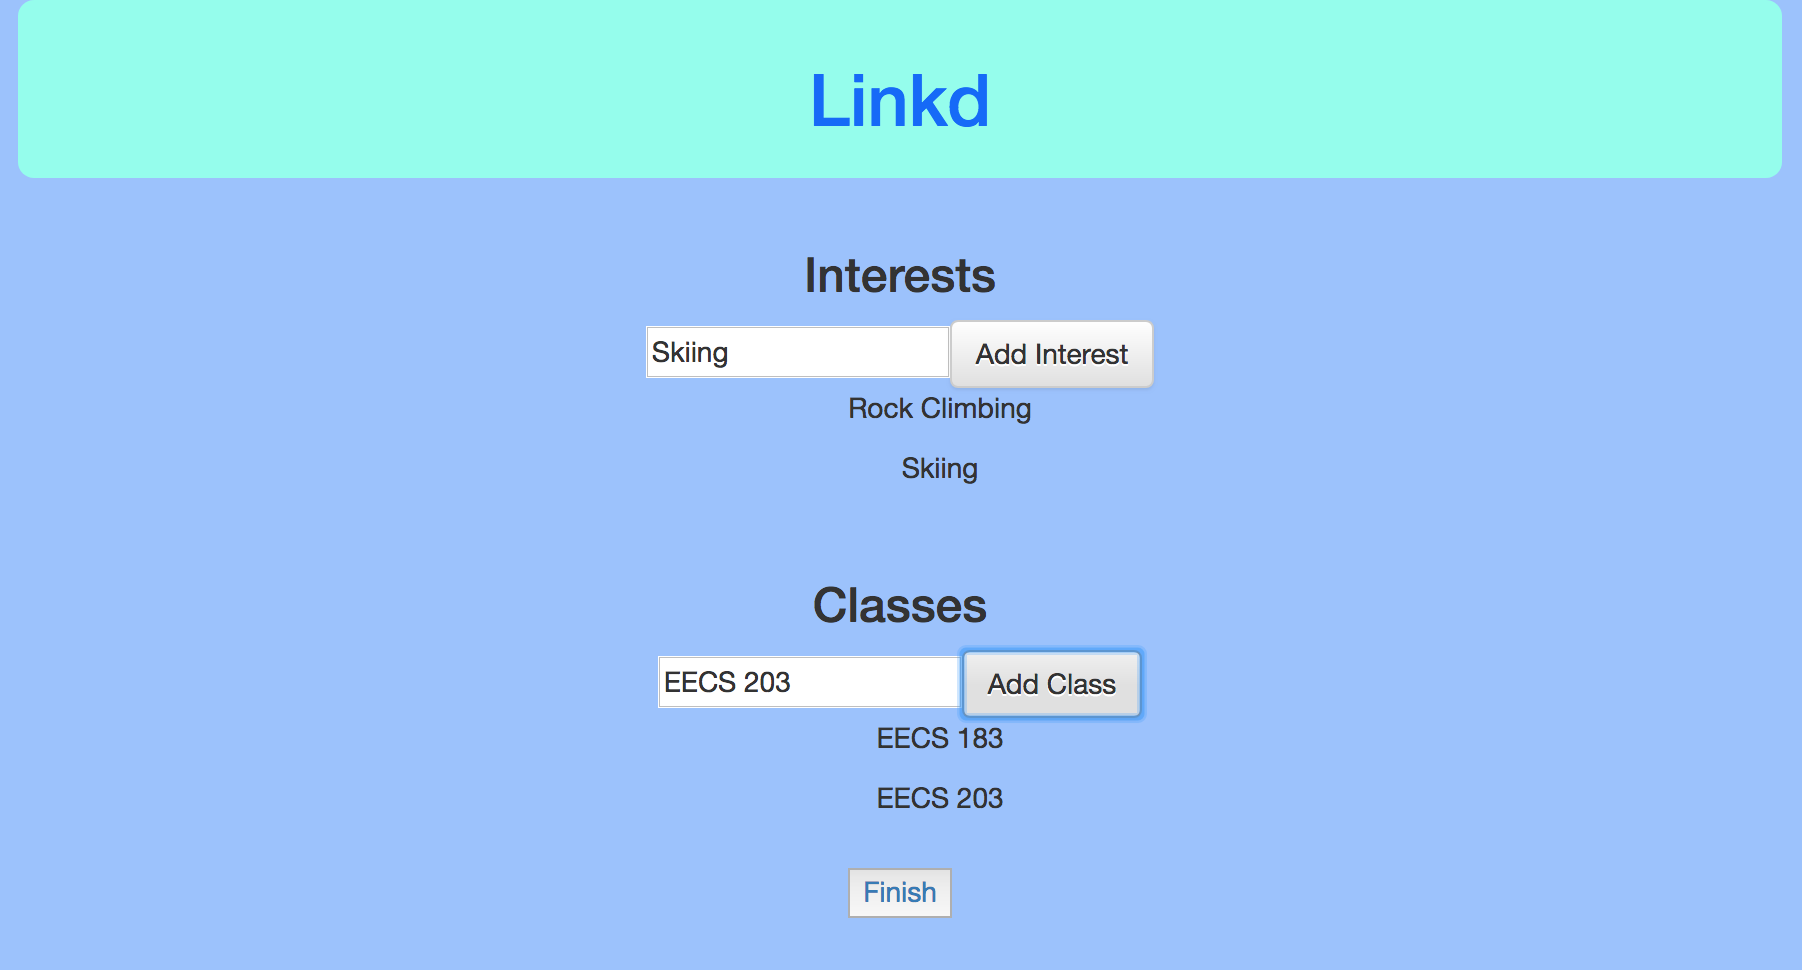 Linkd
Interests
Skiing Add Interest
Rock Climbing
Skiing
Classes
EECS 203 Add Class
EECS 183
EECS 203
Finish